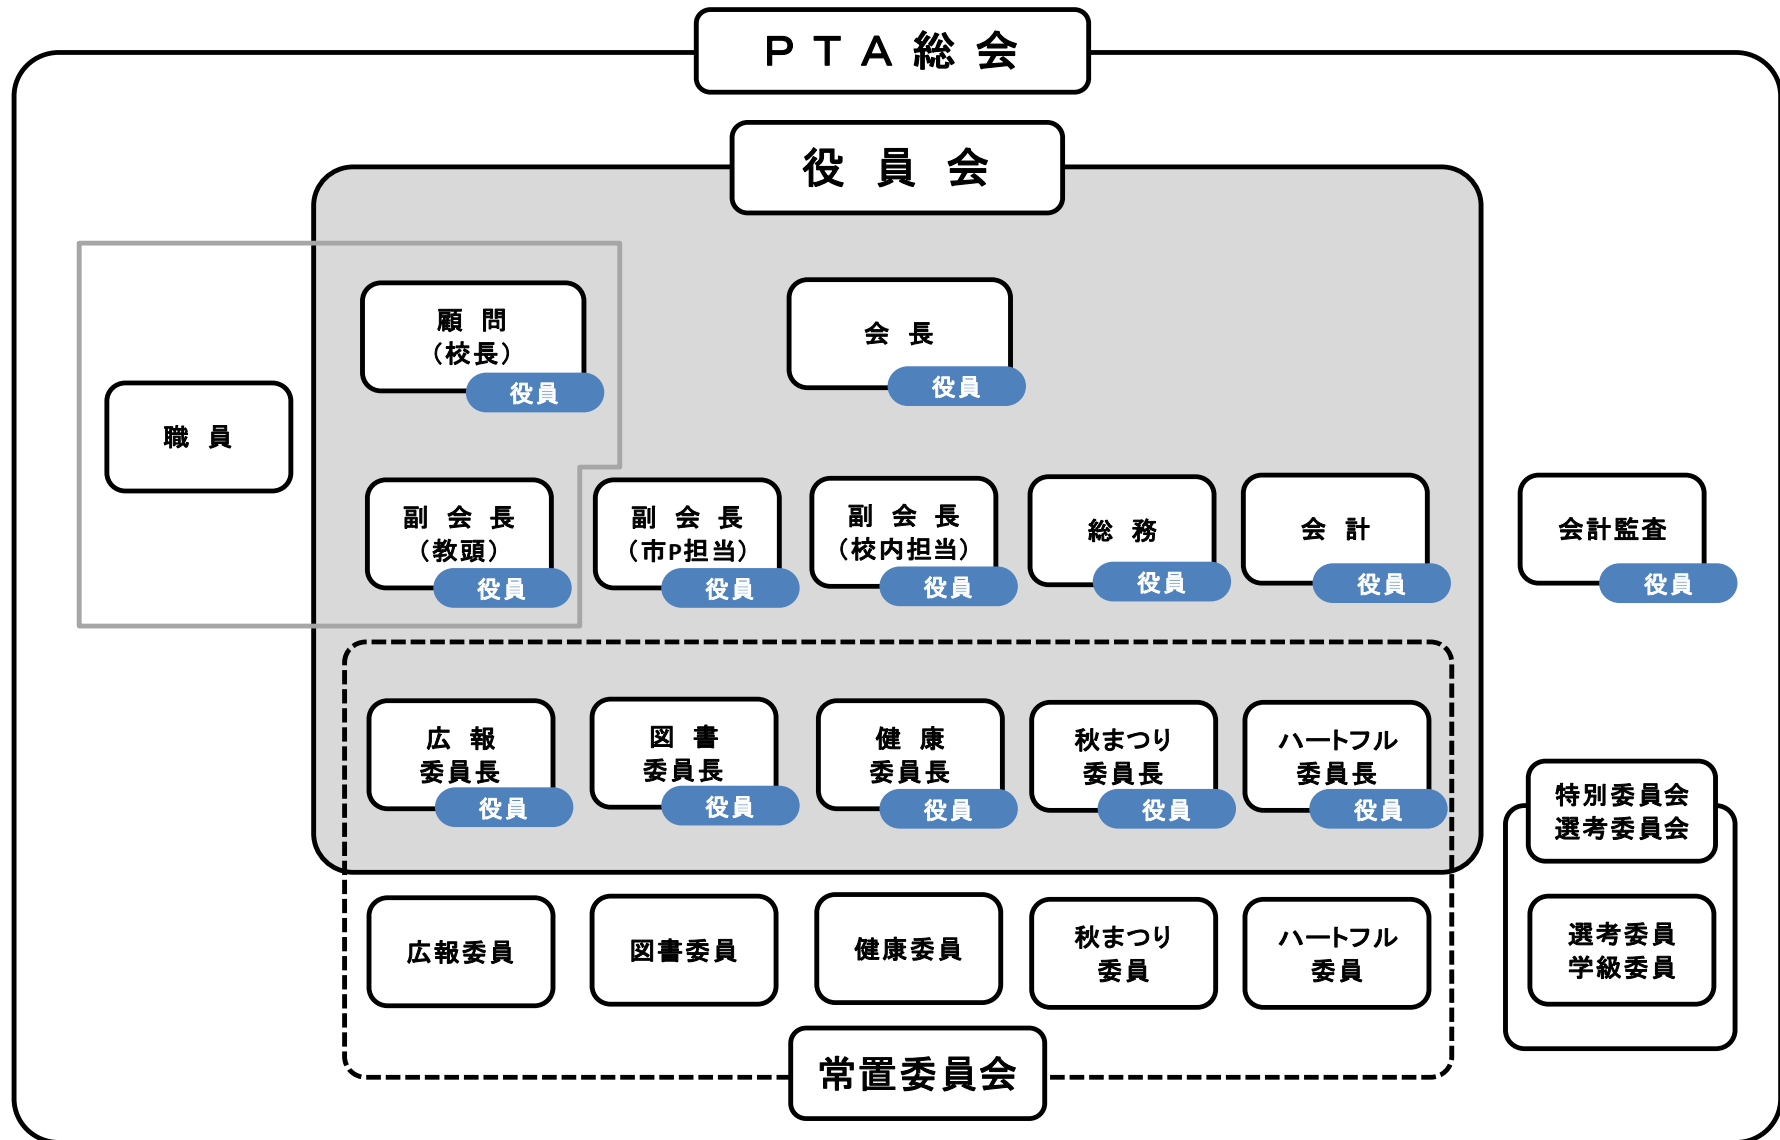 PTA総会
役員会
顧問
（校長）
役員
会長
役員
職員
副会長
（教頭）
役員
副会長
（市P担当）
役員
副会長
（校内担当）
役員
総務
役員
会計
役員
会計監査
役員
広報
委員長
役員
図書
委員長
役員
健康
委員長
役員
秋まつり
委員長
役員
ハートフル
委員長
役員
特別委員会
選考委員会
広報委員
図書委員
健康委員
秋まつり
委員
ハートフル
委員
選考委員
学級委員
常置委員会